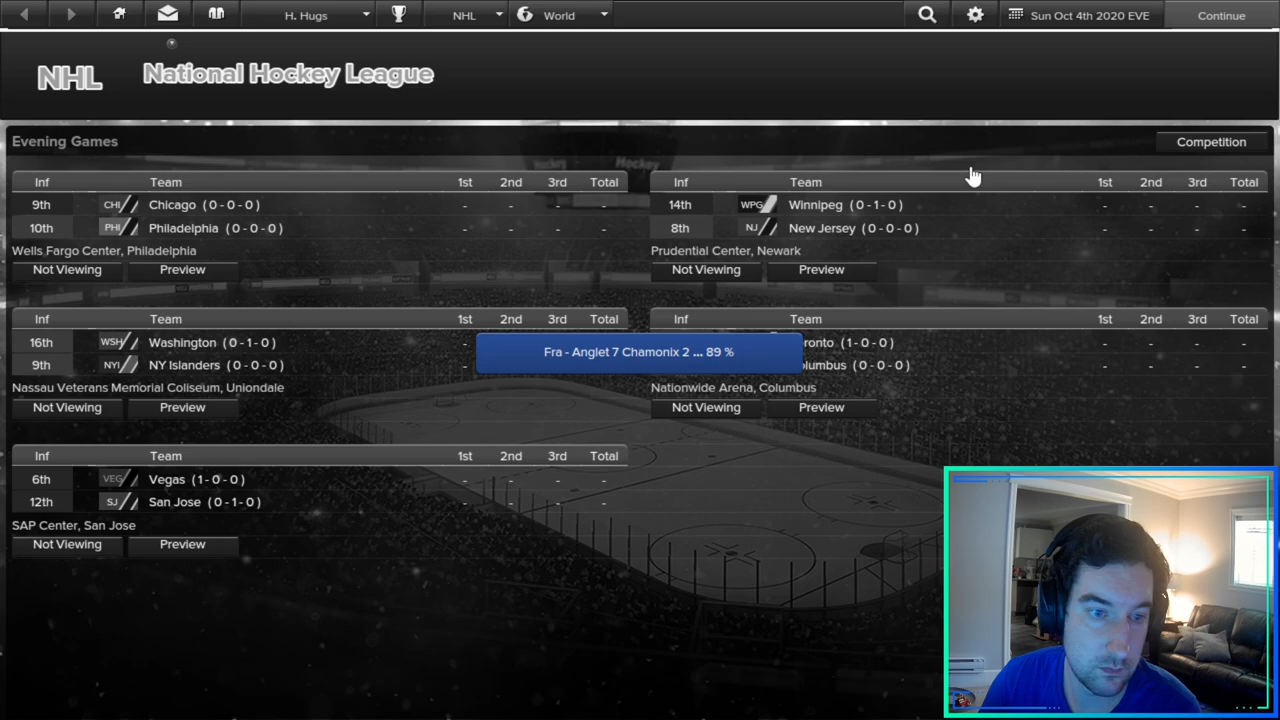 H. Hugs NHL World Sun Oct 4th 2020 EVE Continue
NHL National Hockey League
Evening Games Competition
Inf Team 1st 2nd 3rd Total
9th CHI Chicago ( 0 - 0 - 0 ) - - - -
10th PHI Philadelphia ( 0 - 0 - 0 ) - - - -
Wells Fargo Center, Philadelphia
Not Viewing Preview
Inf Team 1st 2nd 3rd Total
14th WPG Winnipeg ( 0 - 1 - 0 ) - - - -
8th NJ New Jersey ( 0 - 0 - 0 ) - - - -
Prudential Center, Newark
Not Viewing Preview
Inf Team 1st 2nd 3rd Total
16th WSH Washington ( 0 - 1 - 0 ) -
9th NYI NY Islanders ( 0 - 0 - 0 ) -
Nassau Veterans Memorial Coliseum, Uniondale
Not Viewing Preview
Inf Team 1st 2nd 3rd Total
ronto ( 1 - 0 - 0 ) - - - -
lumbus ( 0 - 0 - 0 ) - - - -
Nationwide Arena, Columbus
Not Viewing Preview
Fra - Anglet 7 Chamonix 2 ... 89 %
Inf Team 1st 2nd 3rd Total
6th VEG Vegas ( 1 - 0 - 0 ) - - - -
12th SJ San Jose ( 0 - 1 - 0 ) - - - -
SAP Center, San Jose
Not Viewing Preview